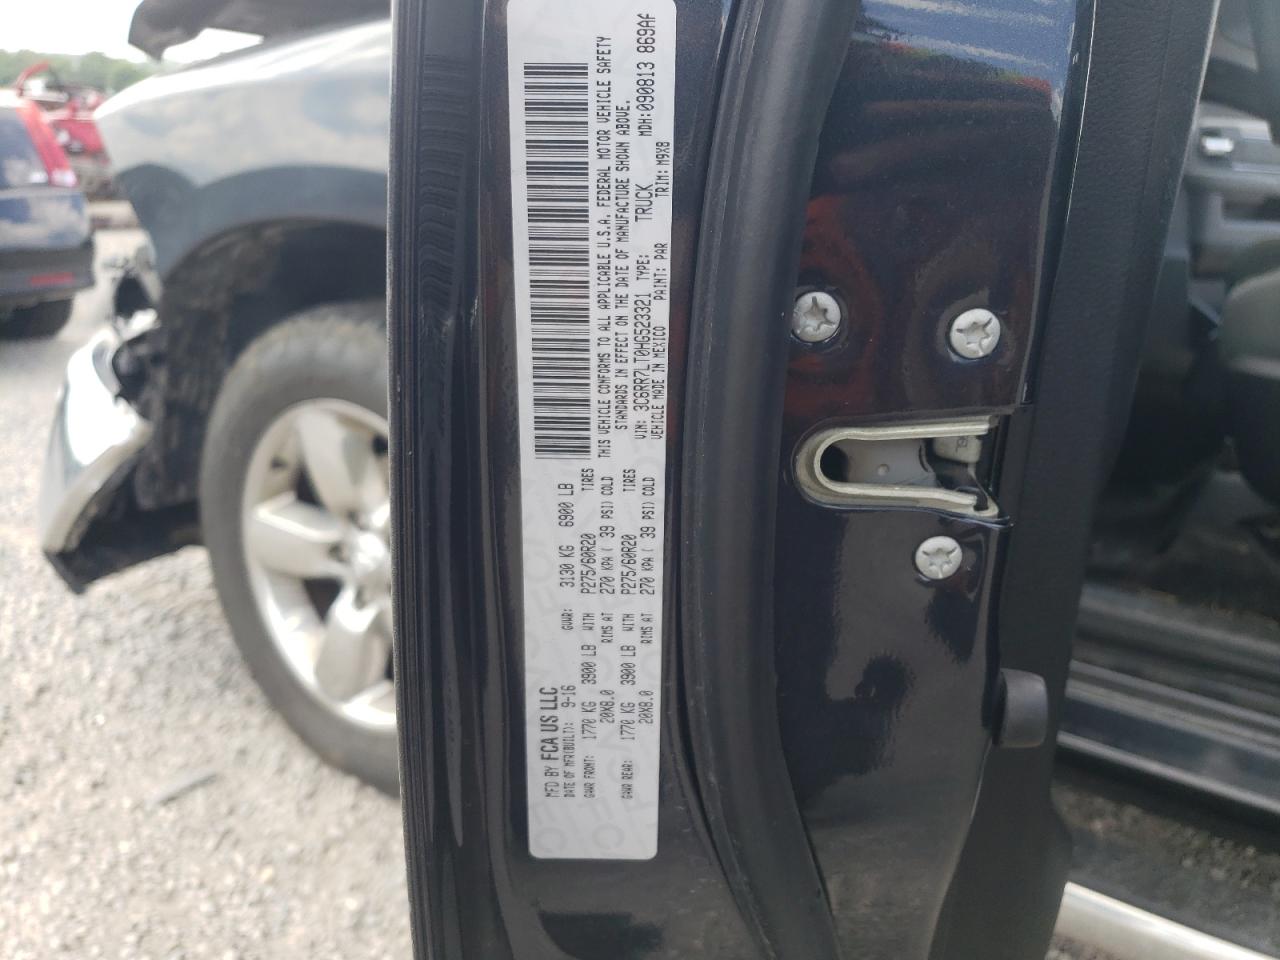 MFD BY FCA US LLC
DATE OF MFR(BUILT): 9-16 GVWR: 3130 KG 6900 LB
GAWR FRONT: 1770 KG 3900 LB WITH P275/60R20 TIRES
20X8.0 RIMS AT 270 KPA( 39 PSI) COLD
GAWR REAR: 1770 KG 3900 LB WITH P275/60R20 TIRES
20X8.0 RIMS AT 270 KPA( 39 PSI) COLD
THIS VEHICLE CONFORMS TO ALL APPLICABLE U.S.A. FEDERAL MOTOR VEHICLE SAFETY
STANDARDS IN EFFECT ON THE DATE OF MANUFACTURE SHOWN ABOVE.
VIN: 3C6RR7LT0HG523321 TYPE: TRUCK MDH:090813 869AF
VEHICLE MADE IN MEXICO PAINT: PAR TRIM: M9X8